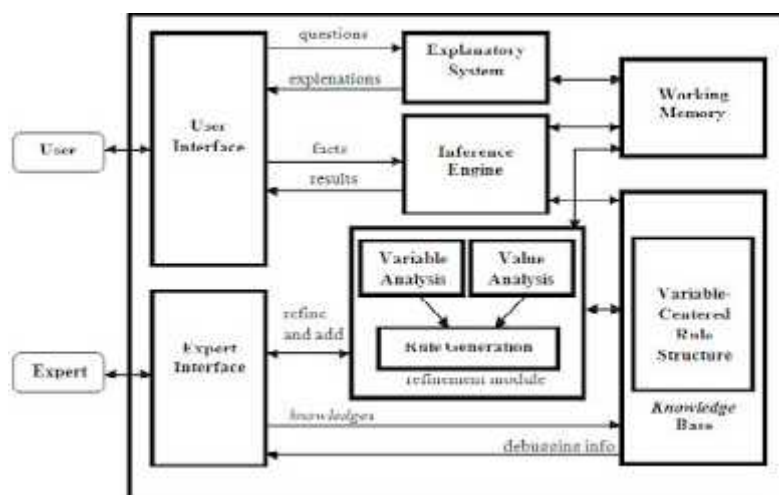 questions
Explanatory
System
explenations
Working
Memory
User
User
Interface
facts
Inference
Engine
results
Variable
Analysis
Value
Analysis
refine
and add
Rule Generation
refinement module
Variable-
Centered
Rule
Structure
Knowledge
Base
Expert
Expert
Interface
knowledges
debugging info